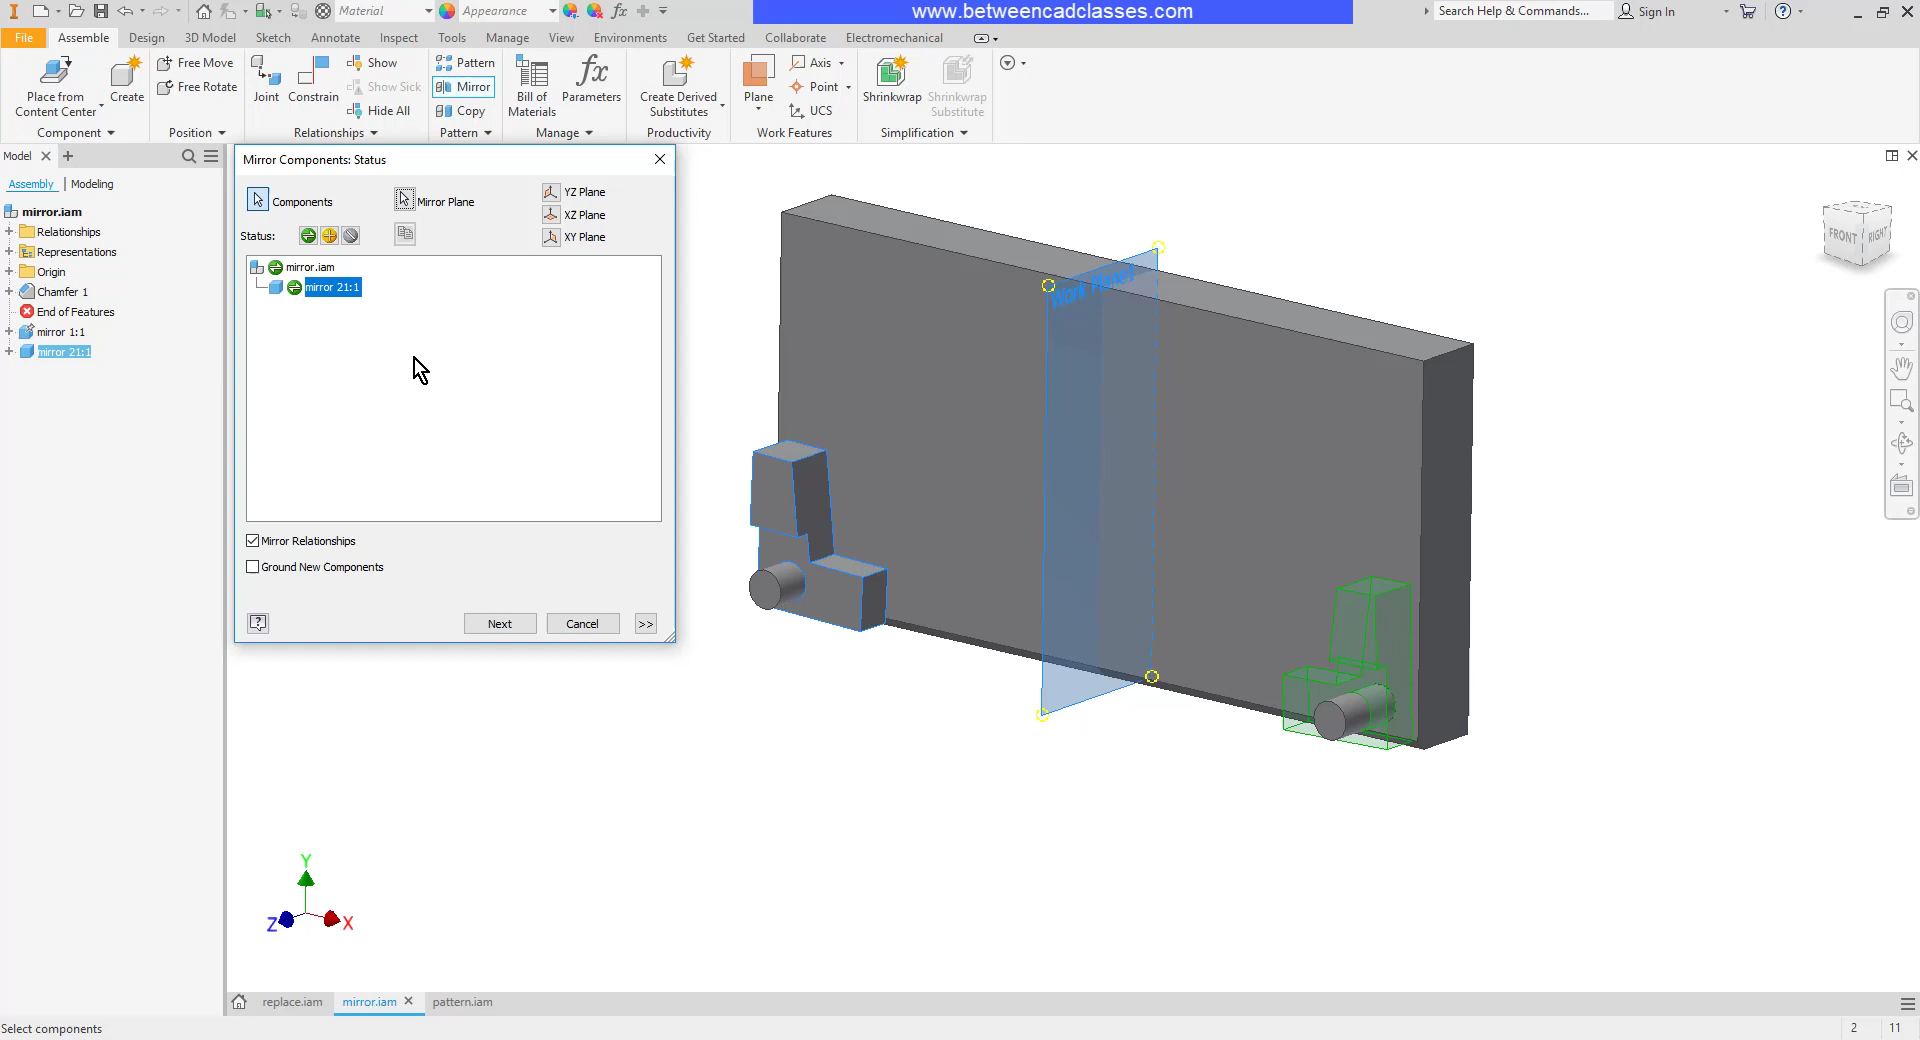 Material
Appearance
www.betweencadclasses.com
Search Help & Commands...
Sign In
File
Assemble
Design
3D Model
Sketch
Annotate
Inspect
Tools
Manage
View
Environments
Get Started
Collaborate
Electromechanical
Place from
Content Center
Create
Free Move
Free Rotate
Joint
Constrain
Show
Show Sick
Hide All
Pattern
Mirror
Copy
Bill of
Materials
fx
Parameters
Create Derived
Substitutes
Plane
Axis
Point
UCS
Shrinkwrap
Shrinkwrap
Substitute
Component
Position
Relationships
Pattern
Manage
Productivity
Work Features
Simplification
Model
Assembly
Modeling
mirror.iam
Relationships
Representations
Origin
Chamfer 1
End of Features
mirror 1:1
mirror 21:1
Mirror Components: Status
Components
Mirror Plane
YZ Plane
XZ Plane
XY Plane
Status:
mirror.iam
mirror 21:1
Mirror Relationships
Ground New Components
Next
Cancel
>>
Work Plane1
FRONT
RIGHT
Y
Z
X
replace.iam
mirror.iam
pattern.iam
Select components
2
11